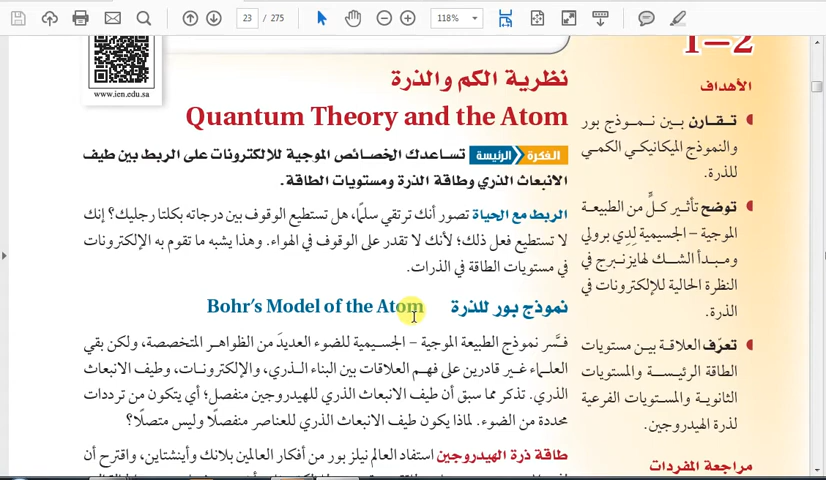 23 / 275
118%
1-2
www.ien.edu.sa
نظرية الكم والذرة
Quantum Theory and the Atom
الفكرة الرئيسة تساعدك الخصائص الموجية للإلكترونات على الربط بين طيف
الانبعاث الذري وطاقة الذرة ومستويات الطاقة.
الربط مع الحياة تصور أنك ترتقي سلمًا، هل تستطيع الوقوف بين درجاته بكلتا رجليك؟ إنك
لا تستطيع فعل ذلك؛ لأنك لا تقدر على الوقوف في الهواء. وهذا يشبه ما تقوم به الإلكترونات
في مستويات الطاقة في الذرات.
نموذج بور للذرة Bohr's Model of the Atom
فسَّر نموذج الطبيعة الموجية – الجسيمية للضوء العديدَ من الظواهر المتخصصة، ولكن بقي
العلماء غير قادرين على فهم العلاقات بين البناء الذري، والإلكترونات، وطيف الانبعاث
الذري. تذكر مما سبق أن طيف الانبعاث الذري للهيدروجين منفصل؛ أي يتكون من ترددات
محددة من الضوء. لماذا يكون طيف الانبعاث الذري للعناصر منفصلًا وليس متصلًا؟
طاقة ذرة الهيدروجين استفاد العالم نيلز بور من أفكار العالمين بلانك وأينشتاين، واقترح أن
الأهداف
تقارن بين نموذج بور
والنموذج الميكانيكي الكمي
للذرة.
توضح تأثير كلٍّ من الطبيعة
الموجية – الجسيمية لِدِي برولي
ومبدأ الشك لهايزنبرج في
النظرة الحالية للإلكترونات في
الذرة.
تعرّف العلاقة بين مستويات
الطاقة الرئيسة والمستويات
الثانوية والمستويات الفرعية
لذرة الهيدروجين.
مراجعة المفردات